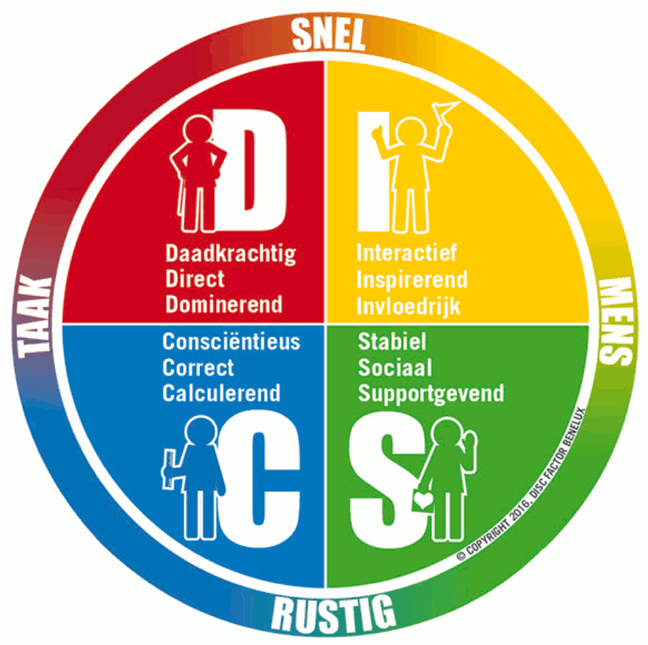 SNEL
TAAK
MENS
D
Daadkrachtig
Direct
Dominerend
I
Interactief
Inspirerend
Invloedrijk
Consciëntieus
Correct
Calculerend
C
Stabiel
Sociaal
Supportgevend
S
© COPYRIGHT 2016, DISC FACTOR BENELUX
RUSTIG